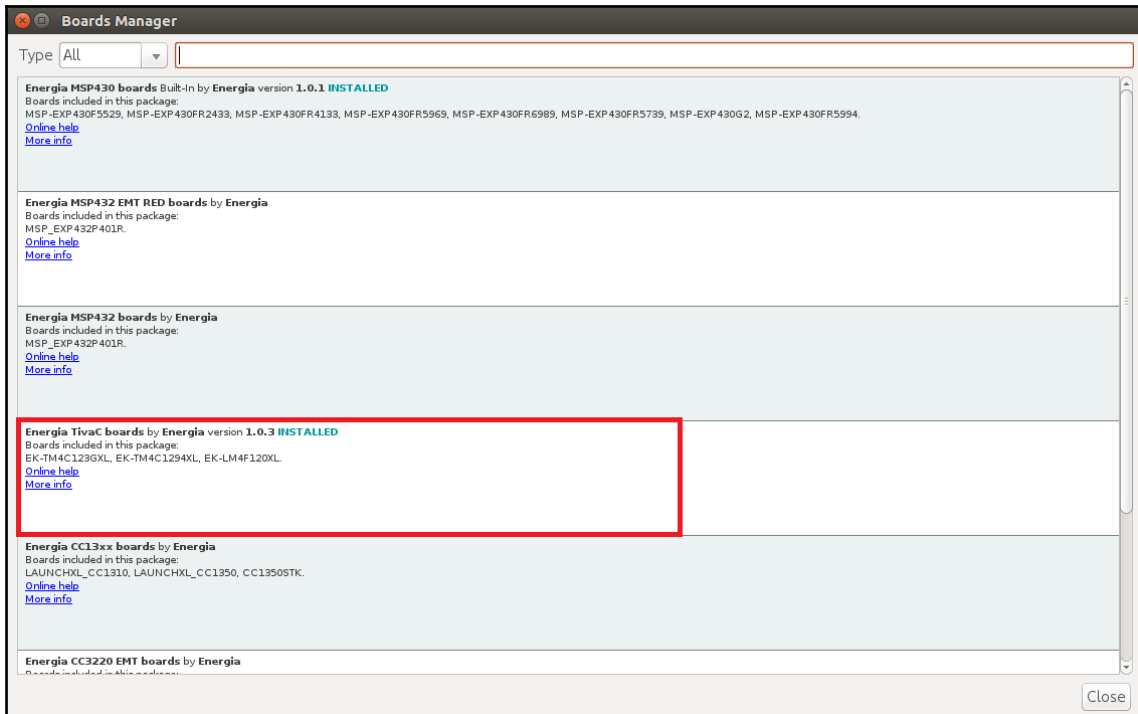 Boards Manager
Type All
Energia MSP430 boards Built-In by Energia version 1.0.1 INSTALLED
Boards included in this package:
MSP-EXP430F5529, MSP-EXP430FR2433, MSP-EXP430FR4133, MSP-EXP430FR5969, MSP-EXP430FR6989, MSP-EXP430FR5739, MSP-EXP430G2, MSP-EXP430FR5994.
Online help
More info
Energia MSP432 EMT RED boards by Energia
Boards included in this package:
MSP_EXP432P401R.
Online help
More info
Energia MSP432 boards by Energia
Boards included in this package:
MSP_EXP432P401R.
Online help
More info
Energia TivaC boards by Energia version 1.0.3 INSTALLED
Boards included in this package:
EK-TM4C123GXL, EK-TM4C1294XL, EK-LM4F120XL.
Online help
More info
Energia CC13xx boards by Energia
Boards included in this package:
LAUNCHXL_CC1310, LAUNCHXL_CC1350, CC1350STK.
Online help
More info
Energia CC3220 EMT boards by Energia
Boards included in this package:
Close